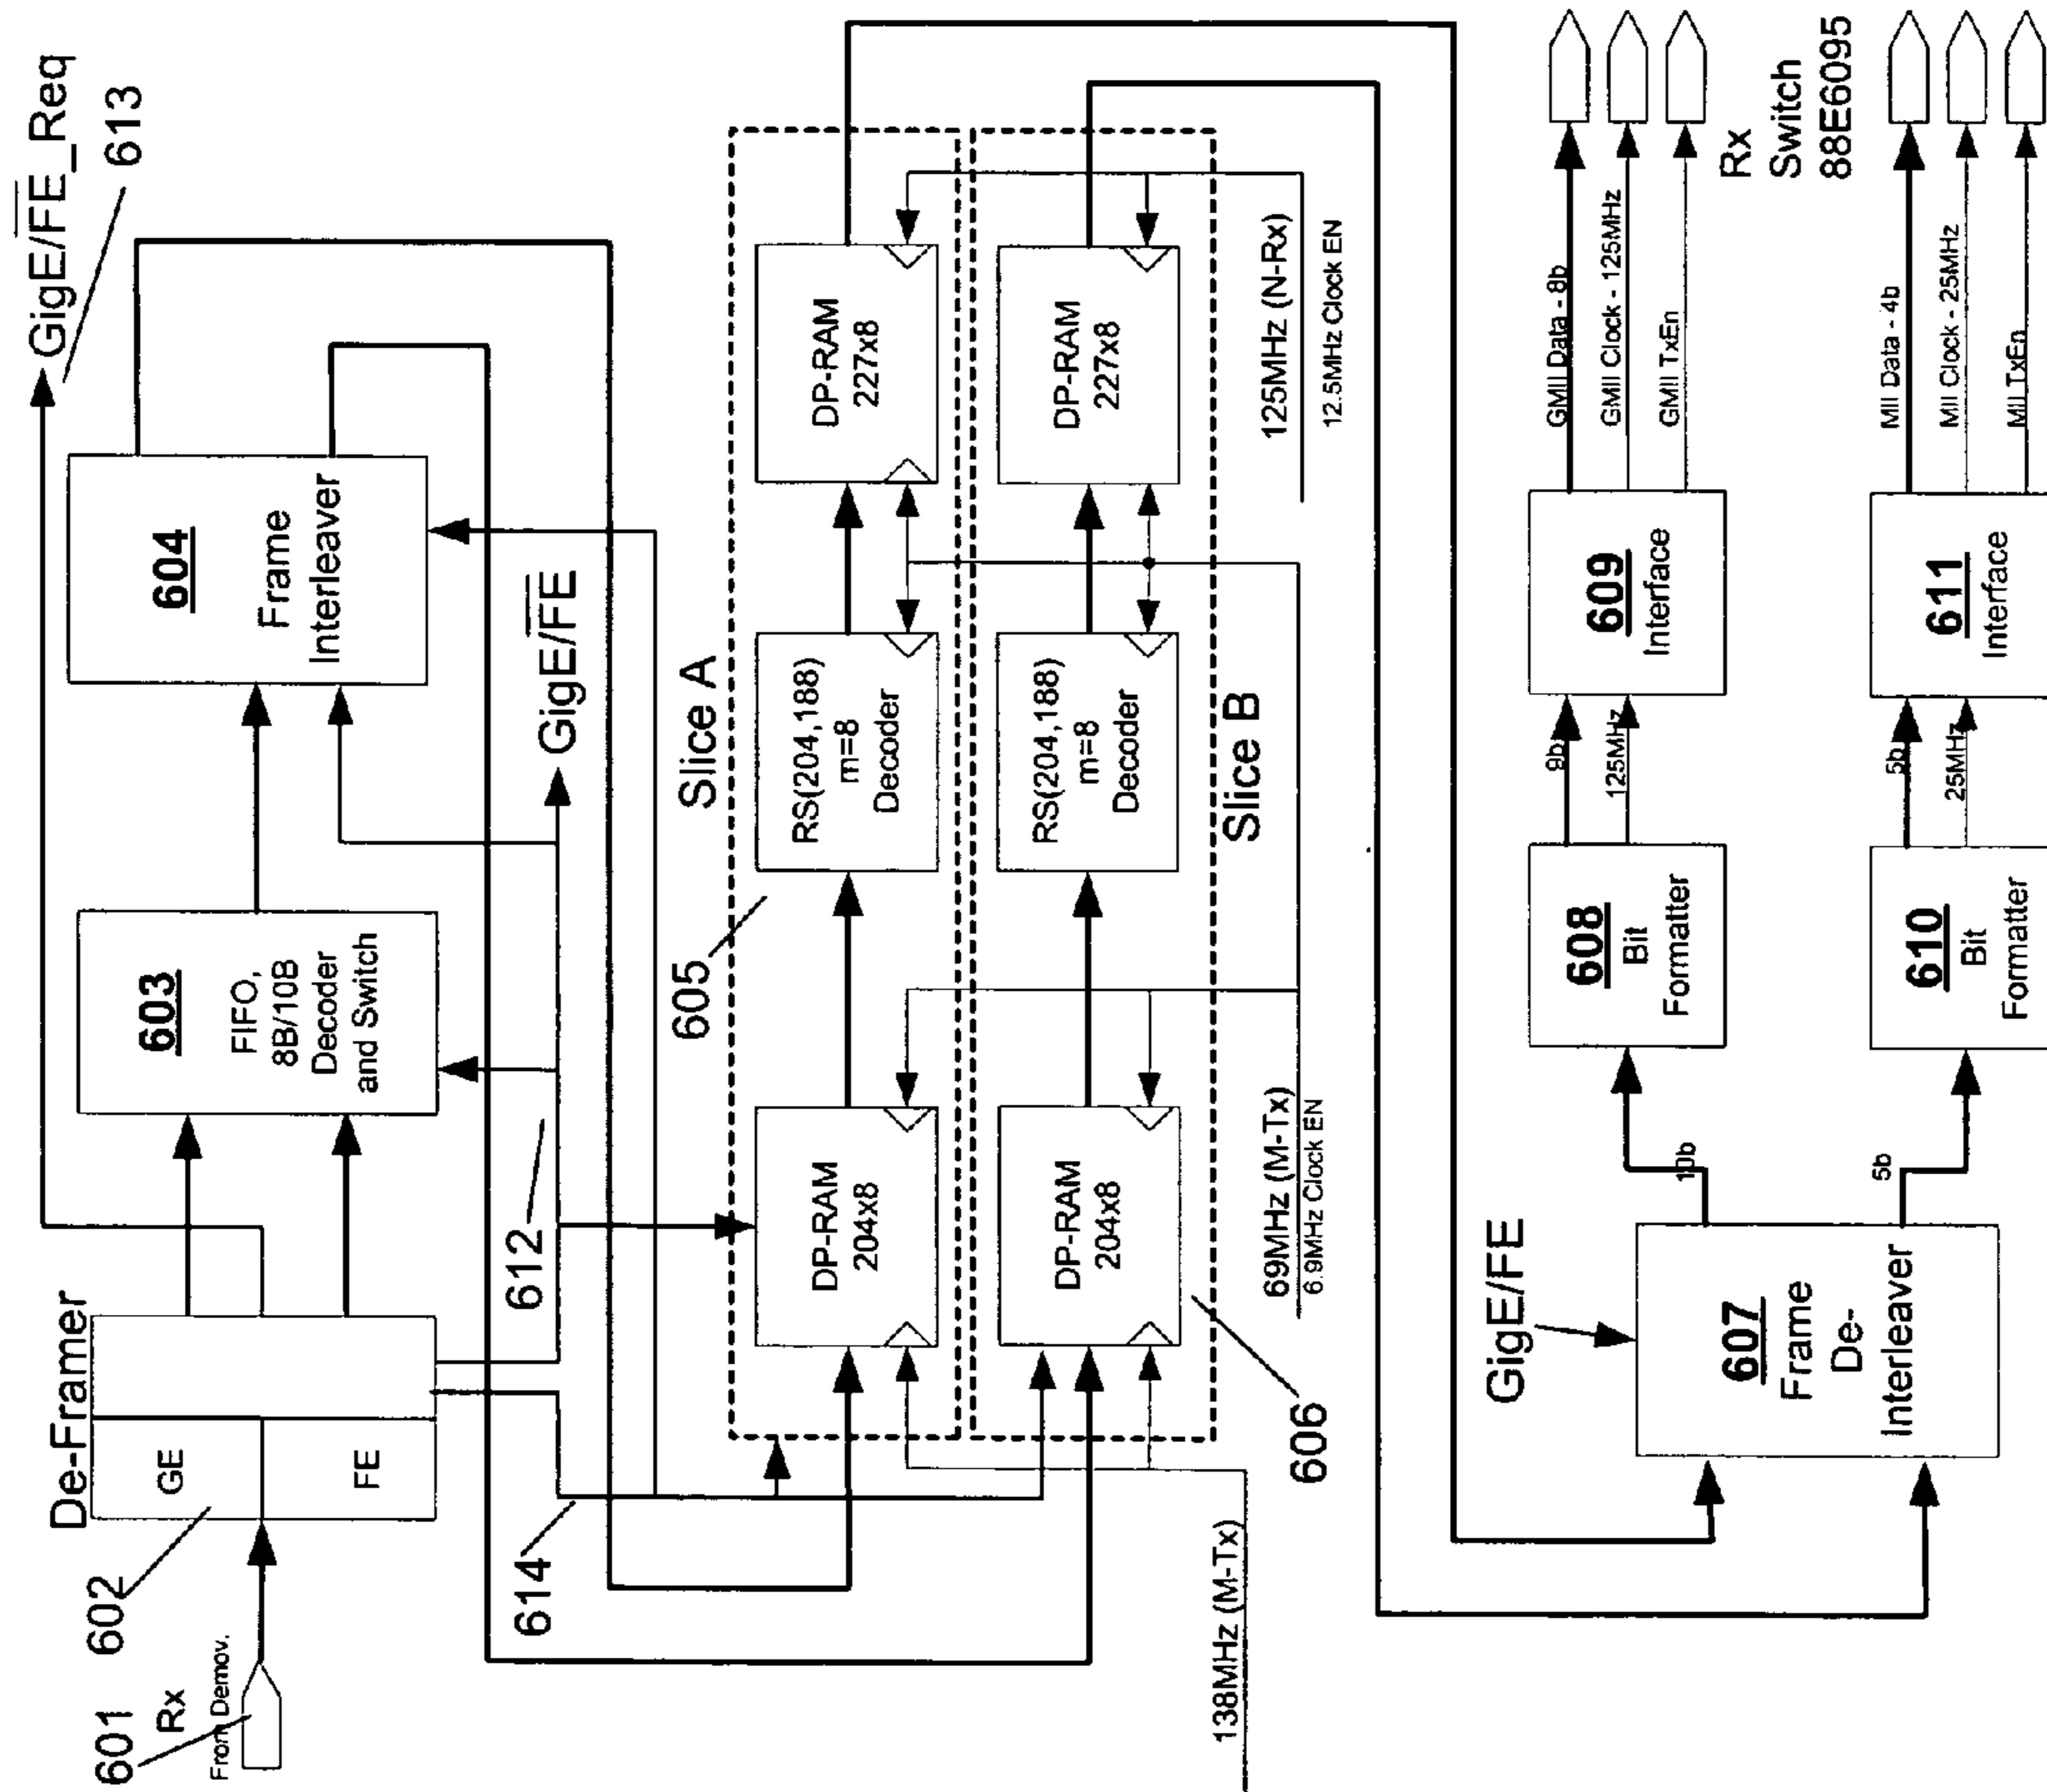 601
Rx
From Demov.
602
De-Framer
GE
FE
603
FIFO,
8B/10B
Decoder
and Switch
604
Frame
Interleaver
GigE/FE_Req
613
612
GigE/FE
614
Slice A
605
DP-RAM
204x8
RS(204,188)
m=8
Decoder
DP-RAM
227x8
DP-RAM
204x8
RS(204,188)
m=8
Decoder
DP-RAM
227x8
606
Slice B
138MHz (M-Tx)
69MHz (M-Tx)
6.9MHz Clock EN
125MHz (N-Rx)
12.5MHz Clock EN
GigE/FE
607
Frame
De-
Interleaver
10b
5b
608
Bit
Formatter
9b
125MHz
609
Interface
GMII Data - 8b
GMII Clock - 125MHz
GMII TxEn
Rx
Switch
88E6095
610
Bit
Formatter
5b
25MHz
611
Interface
MII Data - 4b
MII Clock - 25MHz
MII TxEn